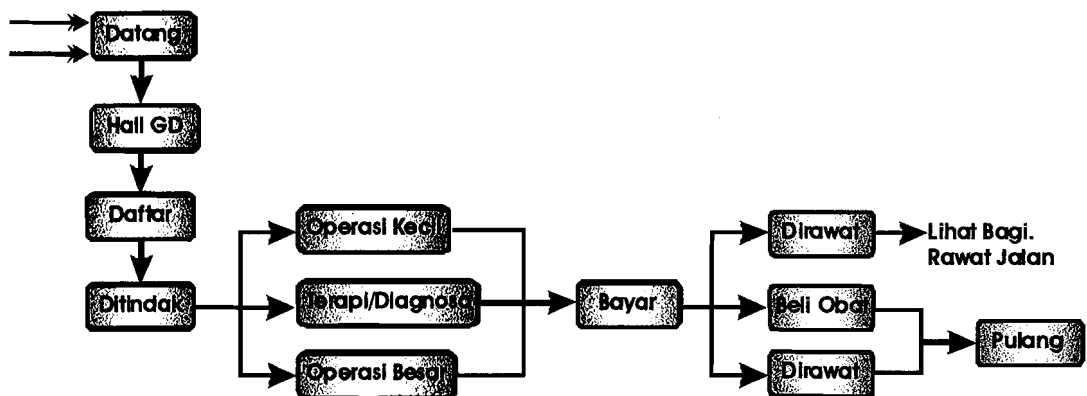 Datang
Hall GD
Daftar
Ditindak
Operasi Kecil
Terapi/Diagnosa
Operasi Besar
Bayar
Dirawat
Lihat Bagi.
Rawat Jalan
Beli Obat
Dirawat
Pulang